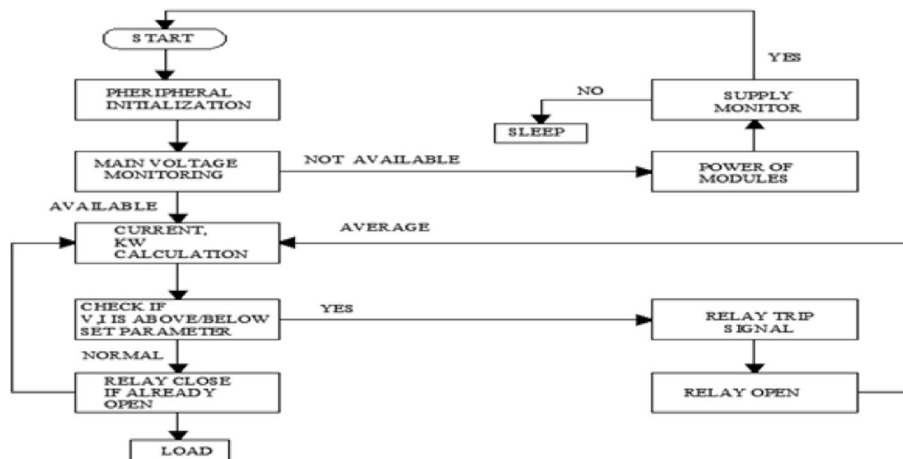 START
YES
PHERIPHERAL
INITIALIZATION
NO
SUPPLY
MONITOR
SLEEP
MAIN VOLTAGE
MONITORING
NOT AVAILABLE
POWER OF
MODULES
AVAILABLE
CURRENT,
KW
CALCULATION
AVERAGE
CHECK IF
V,I IS ABOVE/BELOW
SET PARAMETER
YES
RELAY TRIP
SIGNAL
NORMAL
RELAY CLOSE
IF ALREADY
OPEN
RELAY OPEN
LOAD